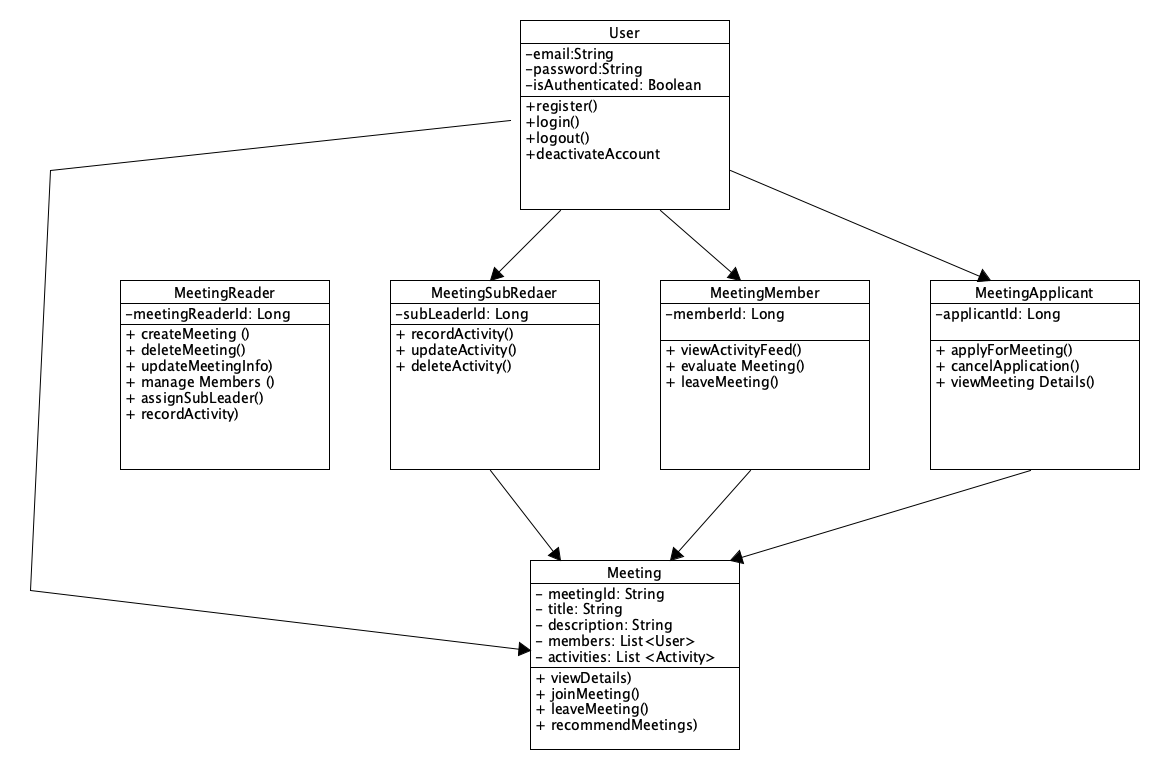 User
-email:String
-password:String
-isAuthenticated: Boolean
+register()
+login()
+logout()
+deactivateAccount
MeetingReader
-meetingReaderId: Long
+ createMeeting ()
+ deleteMeeting()
+ updateMeetingInfo)
+ manage Members ()
+ assignSubLeader()
+ recordActivity)
MeetingSubRedaer
-subLeaderId: Long
+ recordActivity()
+ updateActivity()
+ deleteActivity()
MeetingMember
-memberId: Long
+ viewActivityFeed()
+ evaluate Meeting()
+ leaveMeeting()
MeetingApplicant
-applicantId: Long
+ applyForMeeting()
+ cancelApplication()
+ viewMeeting Details()
Meeting
- meetingId: String
- title: String
- description: String
- members: List<User>
- activities: List <Activity>
+ viewDetails)
+ joinMeeting()
+ leaveMeeting()
+ recommendMeetings)